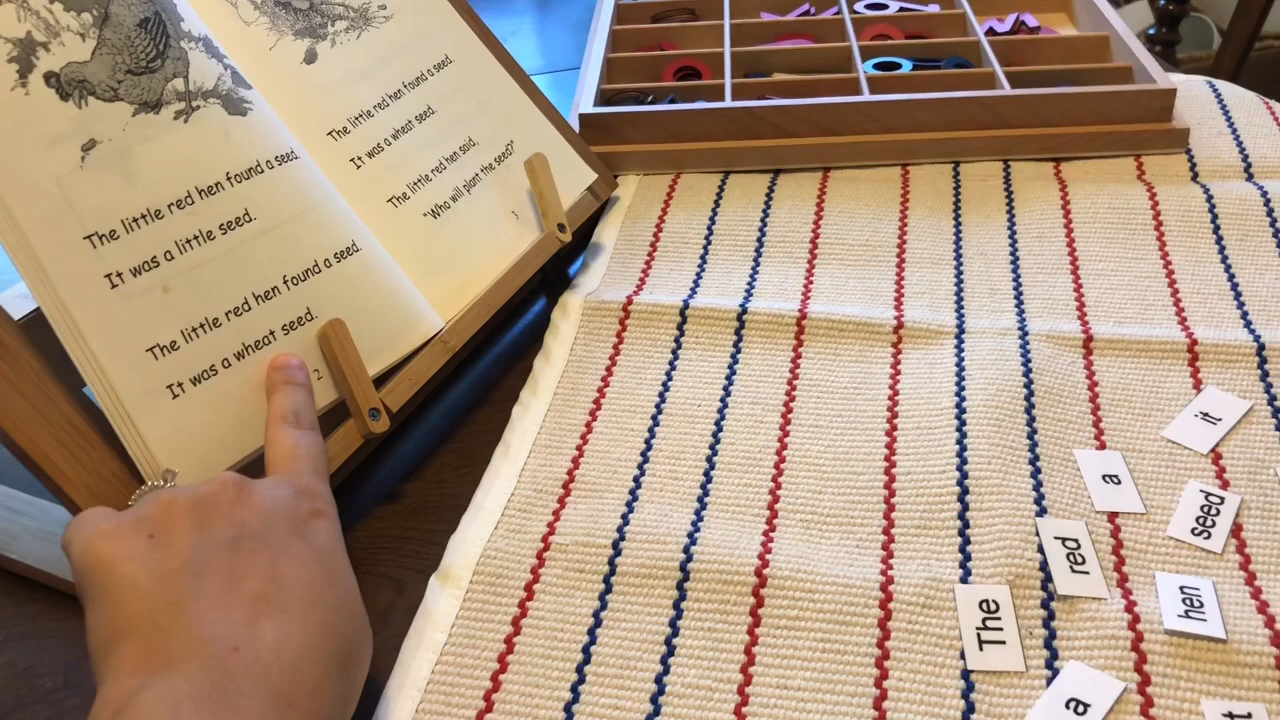 The little red hen found a seed.
It was a little seed.
The little red hen found a seed.
It was a wheat seed.
2
The little red hen found a seed.
It was a wheat seed.
The little red hen said,
"Who will plant the seed?"
3
it
a
seed
red
hen
The
a